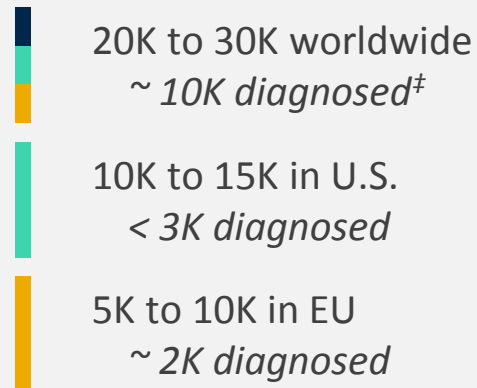 20K to 30K worldwide
~ 10K diagnosed‡
10K to 15K in U.S.
< 3K diagnosed
5K to 10K in EU
~ 2K diagnosed